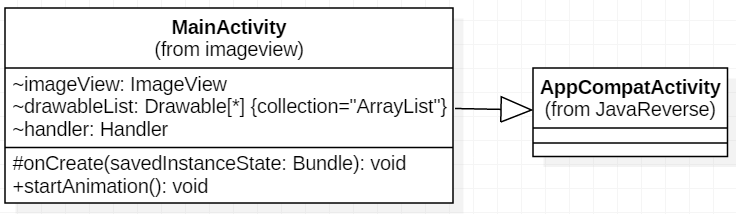 MainActivity
(from imageview)
~imageView: ImageView
~drawableList: Drawable[*] {collection="ArrayList"}
~handler: Handler
#onCreate(savedInstanceState: Bundle): void
+startAnimation(): void
AppCompatActivity
(from JavaReverse)